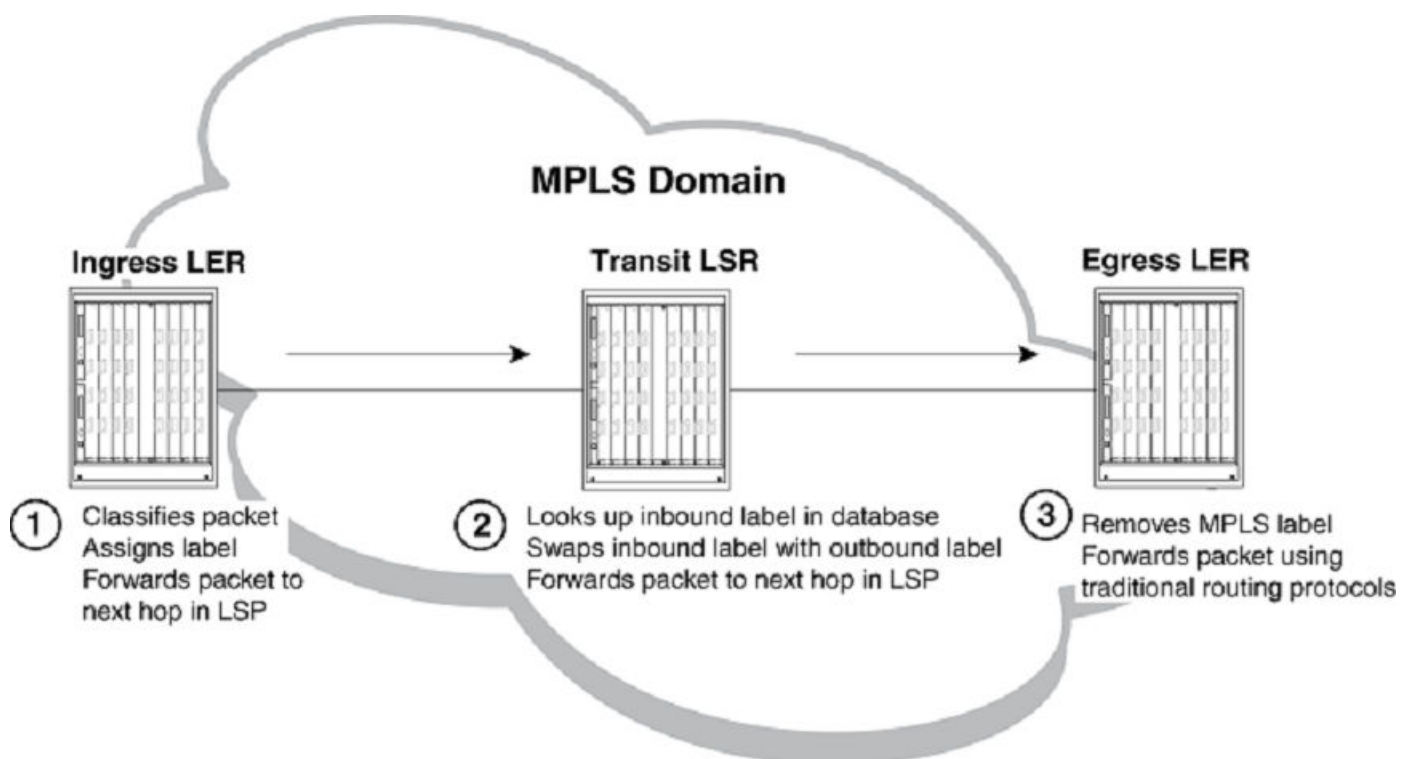 MPLS Domain
Ingress LER
Transit LSR
Egress LER
1
Classifies packet
Assigns label
Forwards packet to
next hop in LSP
2
Looks up inbound label in database
Swaps inbound label with outbound label
Forwards packet to next hop in LSP
3
Removes MPLS label
Forwards packet using
traditional routing protocols